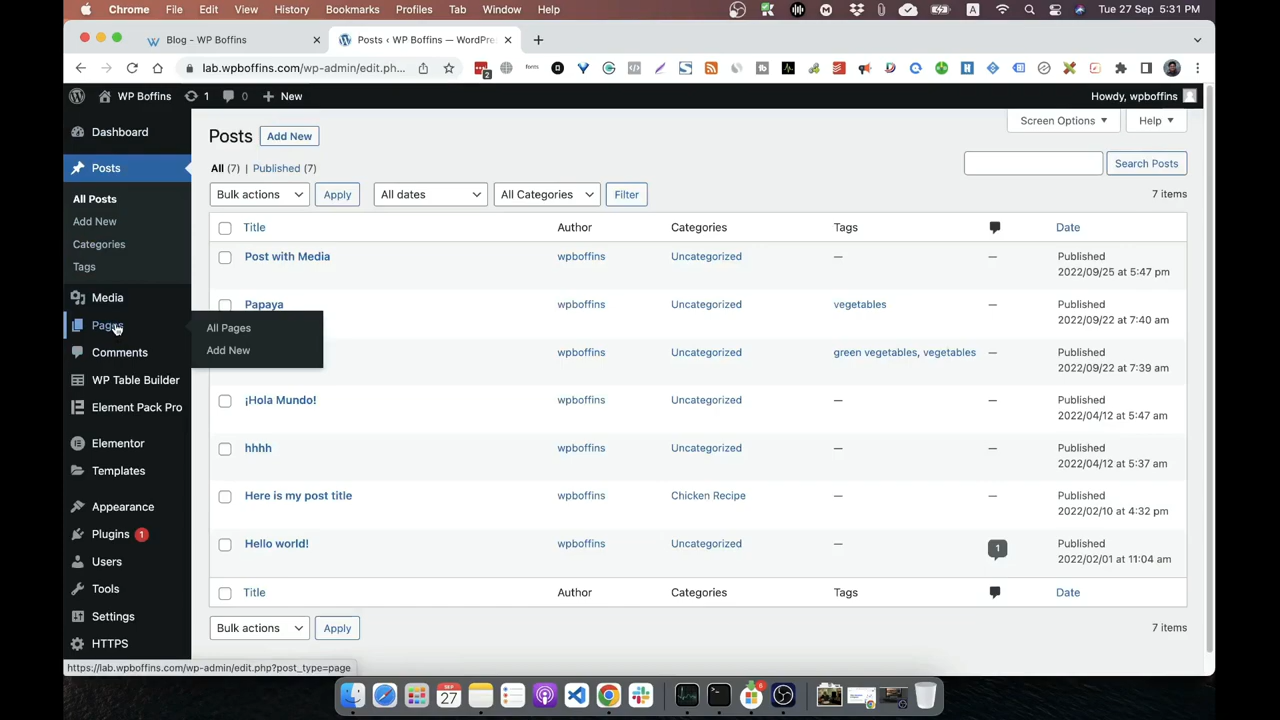 Chrome File Edit View History Bookmarks Profiles Tab Window Help
A
Tue 27 Sep 5:31 PM
Blog - WP Boffins
Posts ‹ WP Boffins — WordPre
lab.wpboffins.com/wp-admin/edit.ph...
2
WP Boffins 1 0 New
Howdy, wpboffins
Dashboard
Posts
All Posts
Add New
Categories
Tags
Media
Pages
Comments
WP Table Builder
Element Pack Pro
Elementor
Templates
Appearance
Plugins 1
Users
Tools
Settings
HTTPS
All Pages
Add New
Posts Add New
Screen Options Help
All (7) | Published (7)
Search Posts
Bulk actions Apply All dates All Categories Filter
7 items
Title Author Categories Tags Date
Post with Media wpboffins Uncategorized — — Published
2022/09/25 at 5:47 pm
Papaya wpboffins Uncategorized vegetables — Published
2022/09/22 at 7:40 am
wpboffins Uncategorized green vegetables, vegetables — Published
2022/09/22 at 7:39 am
¡Hola Mundo! wpboffins Uncategorized — — Published
2022/04/12 at 5:47 am
hhhh wpboffins Uncategorized — — Published
2022/04/12 at 5:37 am
Here is my post title wpboffins Chicken Recipe — — Published
2022/02/10 at 4:32 pm
Hello world! wpboffins Uncategorized — 1 Published
2022/02/01 at 11:04 am
Title Author Categories Tags Date
Bulk actions Apply
7 items
https://lab.wpboffins.com/wp-admin/edit.php?post_type=page
SEP
27